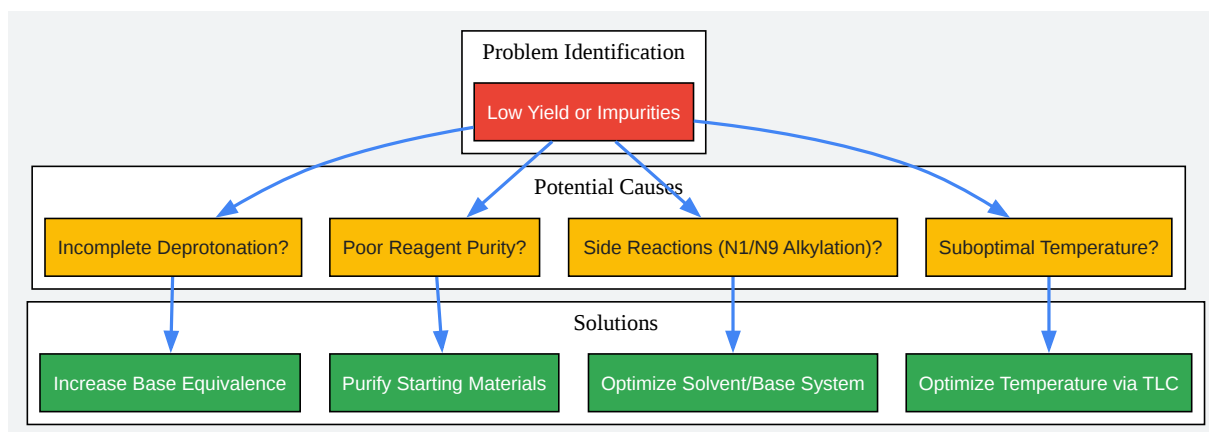 Problem Identification
Low Yield or Impurities
Potential Causes
Incomplete Deprotonation?
Poor Reagent Purity?
Side Reactions (N1/N9 Alkylation)?
Suboptimal Temperature?
Solutions
Increase Base Equivalence
Purify Starting Materials
Optimize Solvent/Base System
Optimize Temperature via TLC